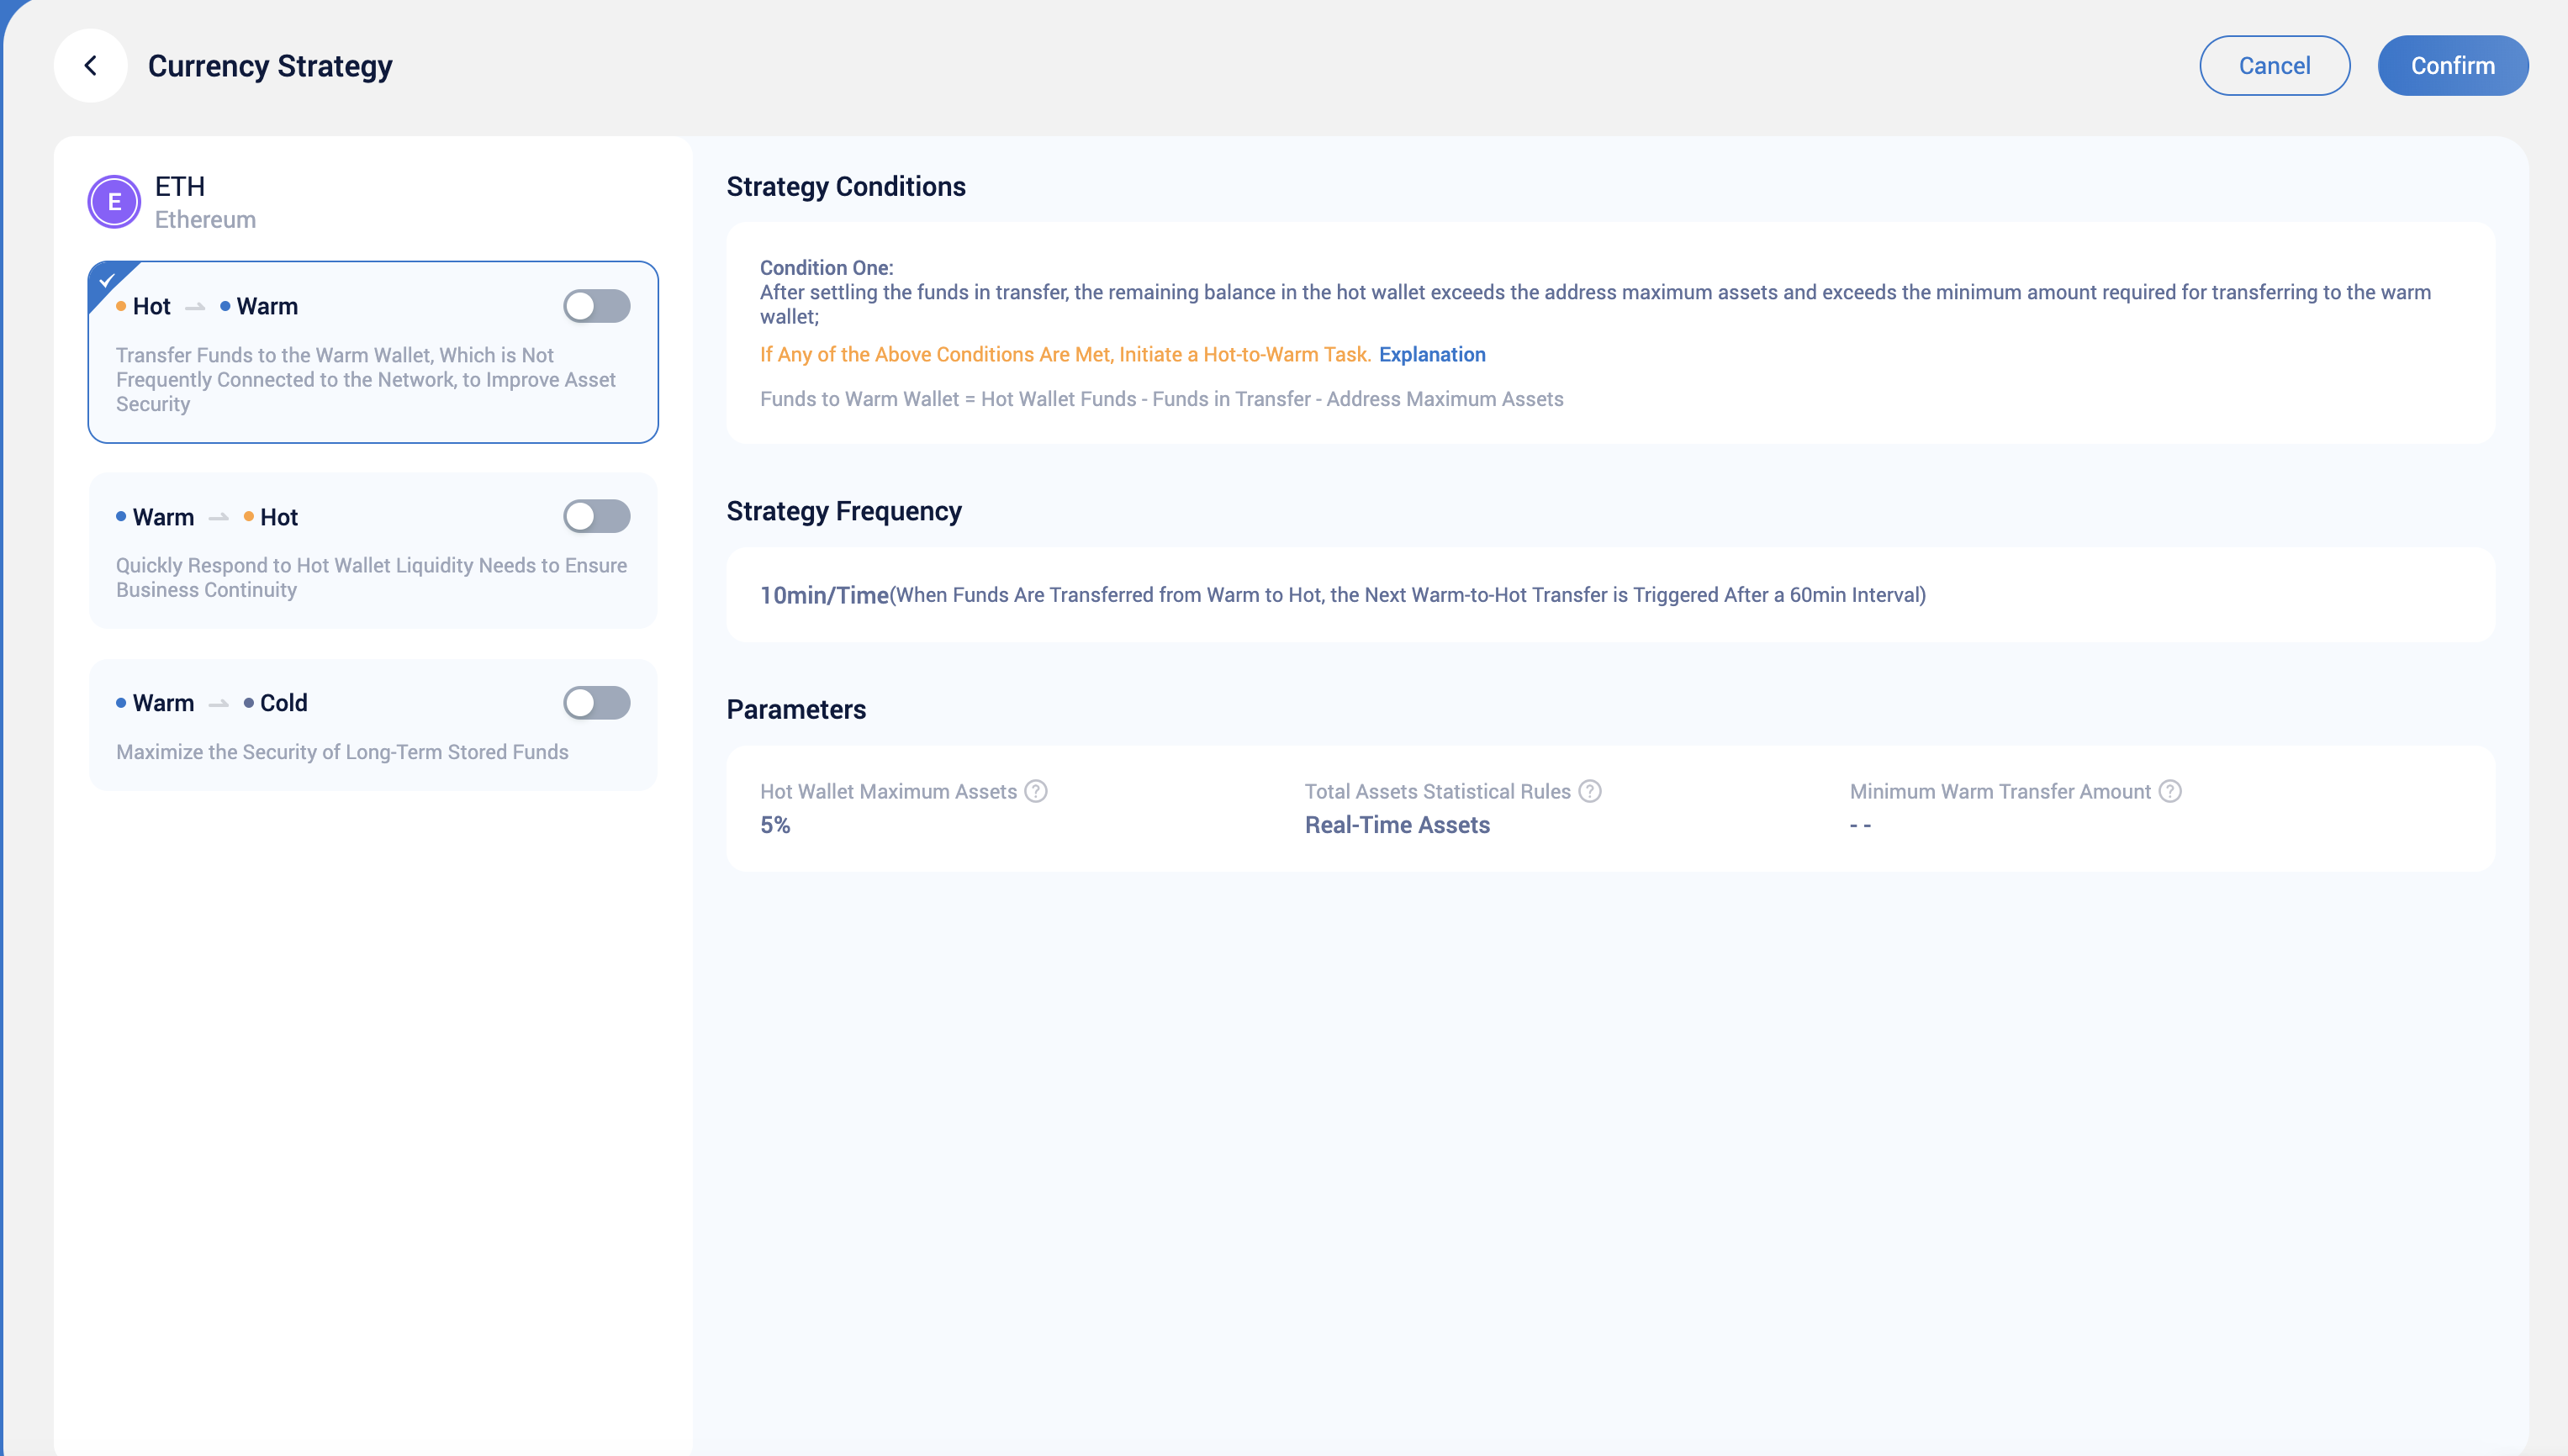 Currency Strategy
Cancel
Confirm
E
ETH
Ethereum
Hot
Warm
Transfer Funds to the Warm Wallet, Which is Not
Frequently Connected to the Network, to Improve Asset
Security
Warm
Hot
Quickly Respond to Hot Wallet Liquidity Needs to Ensure
Business Continuity
Warm
Cold
Maximize the Security of Long-Term Stored Funds
Strategy Conditions
Condition One:
After settling the funds in transfer, the remaining balance in the hot wallet exceeds the address maximum assets and exceeds the minimum amount required for transferring to the warm
wallet;
If Any of the Above Conditions Are Met, Initiate a Hot-to-Warm Task. Explanation
Funds to Warm Wallet = Hot Wallet Funds - Funds in Transfer - Address Maximum Assets
Strategy Frequency
10min/Time(When Funds Are Transferred from Warm to Hot, the Next Warm-to-Hot Transfer is Triggered After a 60min Interval)
Parameters
Hot Wallet Maximum Assets ?
5%
Total Assets Statistical Rules ?
Real-Time Assets
Minimum Warm Transfer Amount ?
- -